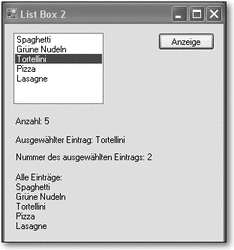 List Box 2
Spaghetti
Grüne Nudeln
Tortellini
Pizza
Lasagne
Anzeige
Anzahl: 5
Ausgewählter Eintrag: Tortellini
Nummer des ausgewählten Eintrags: 2
Alle Einträge:
Spaghetti
Grüne Nudeln
Tortellini
Pizza
Lasagne